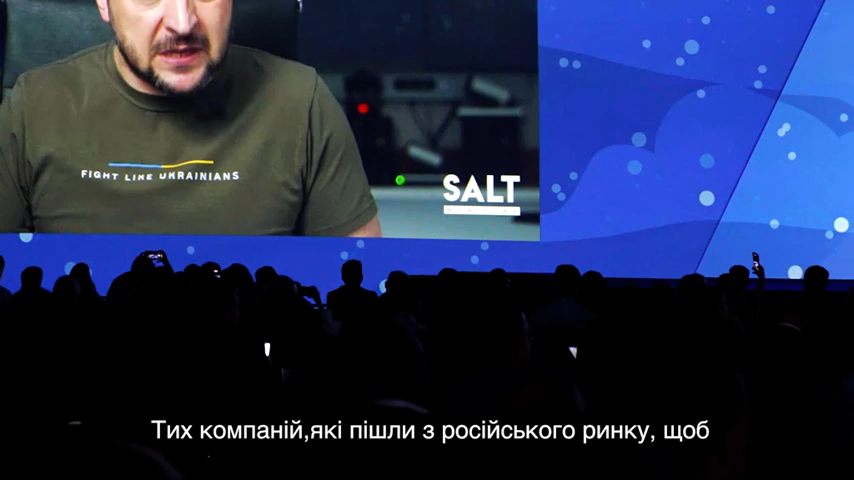 FIGHT LIKE UKRAINIANS
SALT
Тих компаній,які пішли з російського ринку, щоб